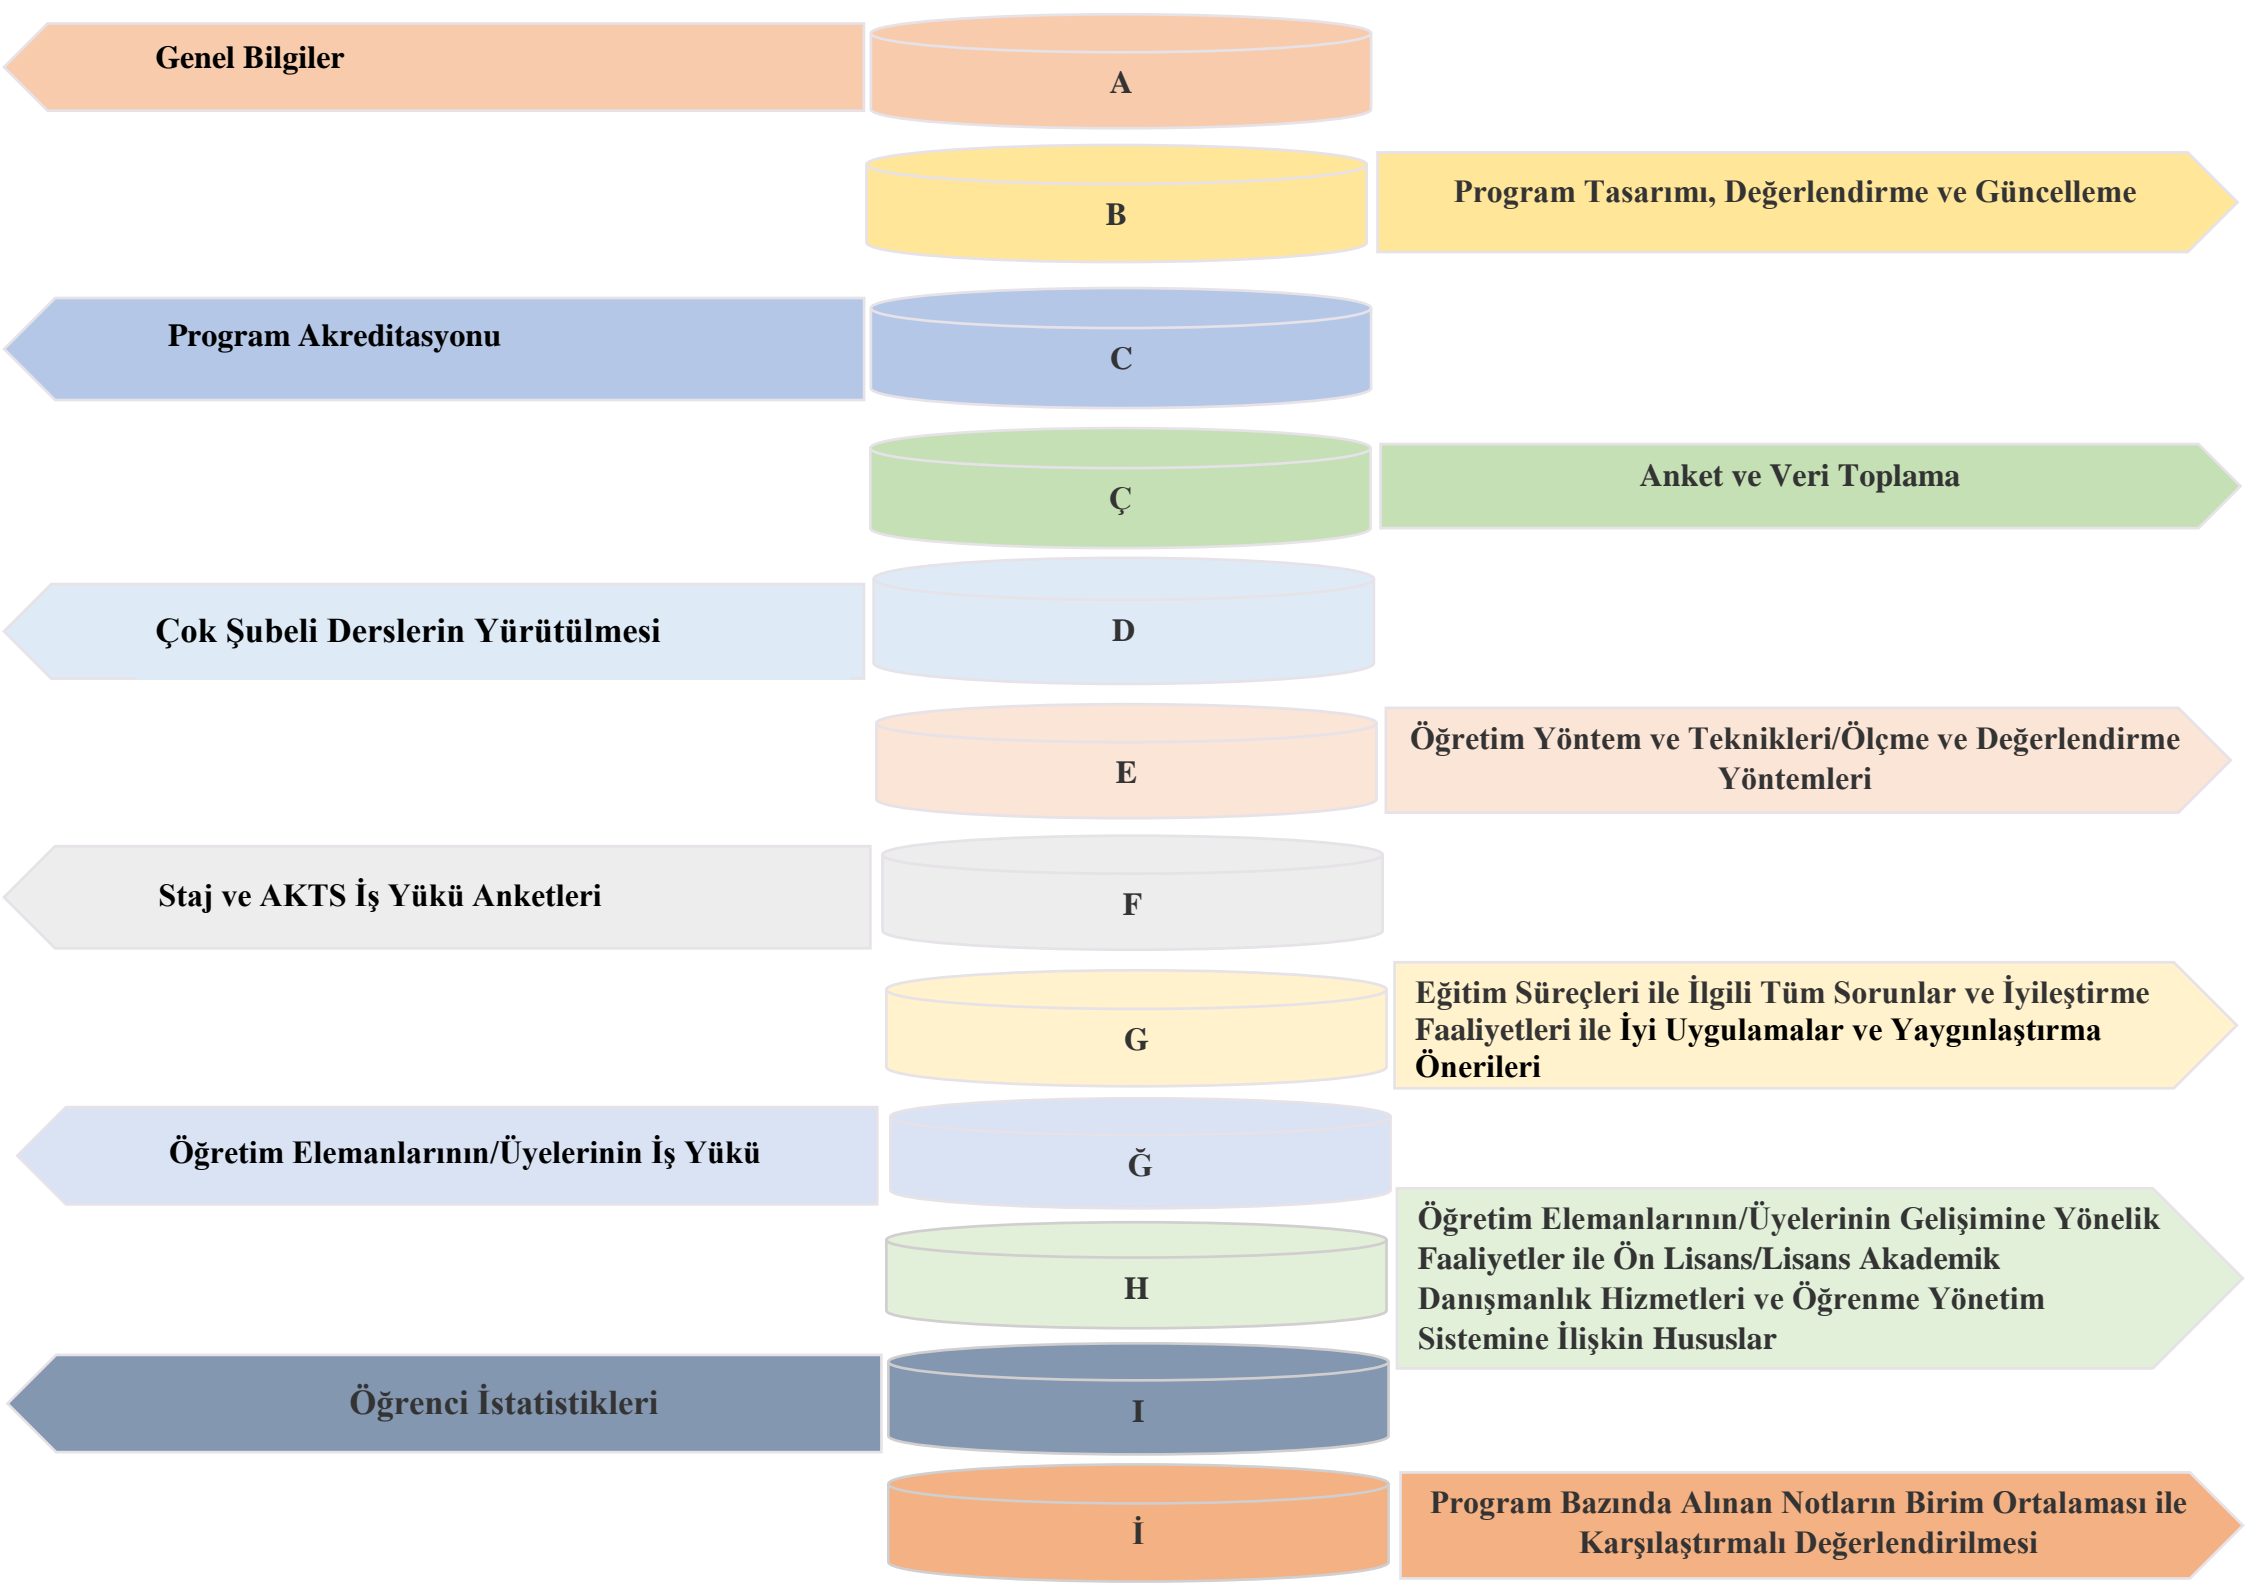 Genel Bilgiler
A
B
Program Tasarımı, Değerlendirme ve Güncelleme
Program Akreditasyonu
C
Ç
Anket ve Veri Toplama
Çok Şubeli Derslerin Yürütülmesi
D
E
Öğretim Yöntem ve Teknikleri/Ölçme ve Değerlendirme
Yöntemleri
Staj ve AKTS İş Yükü Anketleri
F
G
Eğitim Süreçleri ile İlgili Tüm Sorunlar ve İyileştirme
Faaliyetleri ile İyi Uygulamalar ve Yaygınlaştırma
Önerileri
Öğretim Elemanlarının/Üyelerinin İş Yükü
Ğ
H
Öğretim Elemanlarının/Üyelerinin Gelişimine Yönelik
Faaliyetler ile Ön Lisans/Lisans Akademik
Danışmanlık Hizmetleri ve Öğrenme Yönetim
Sistemine İlişkin Hususlar
Öğrenci İstatistikleri
I
İ
Program Bazında Alınan Notların Birim Ortalaması ile
Karşılaştırmalı Değerlendirilmesi